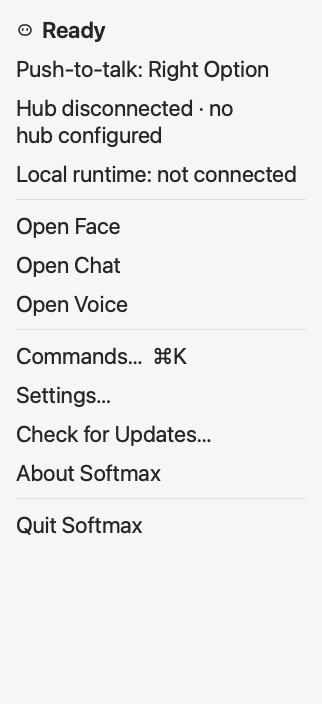 Ready
Push-to-talk: Right Option
Hub disconnected · no
hub configured
Local runtime: not connected
Open Face
Open Chat
Open Voice
Commands... ⌘K
Settings...
Check for Updates...
About Softmax
Quit Softmax